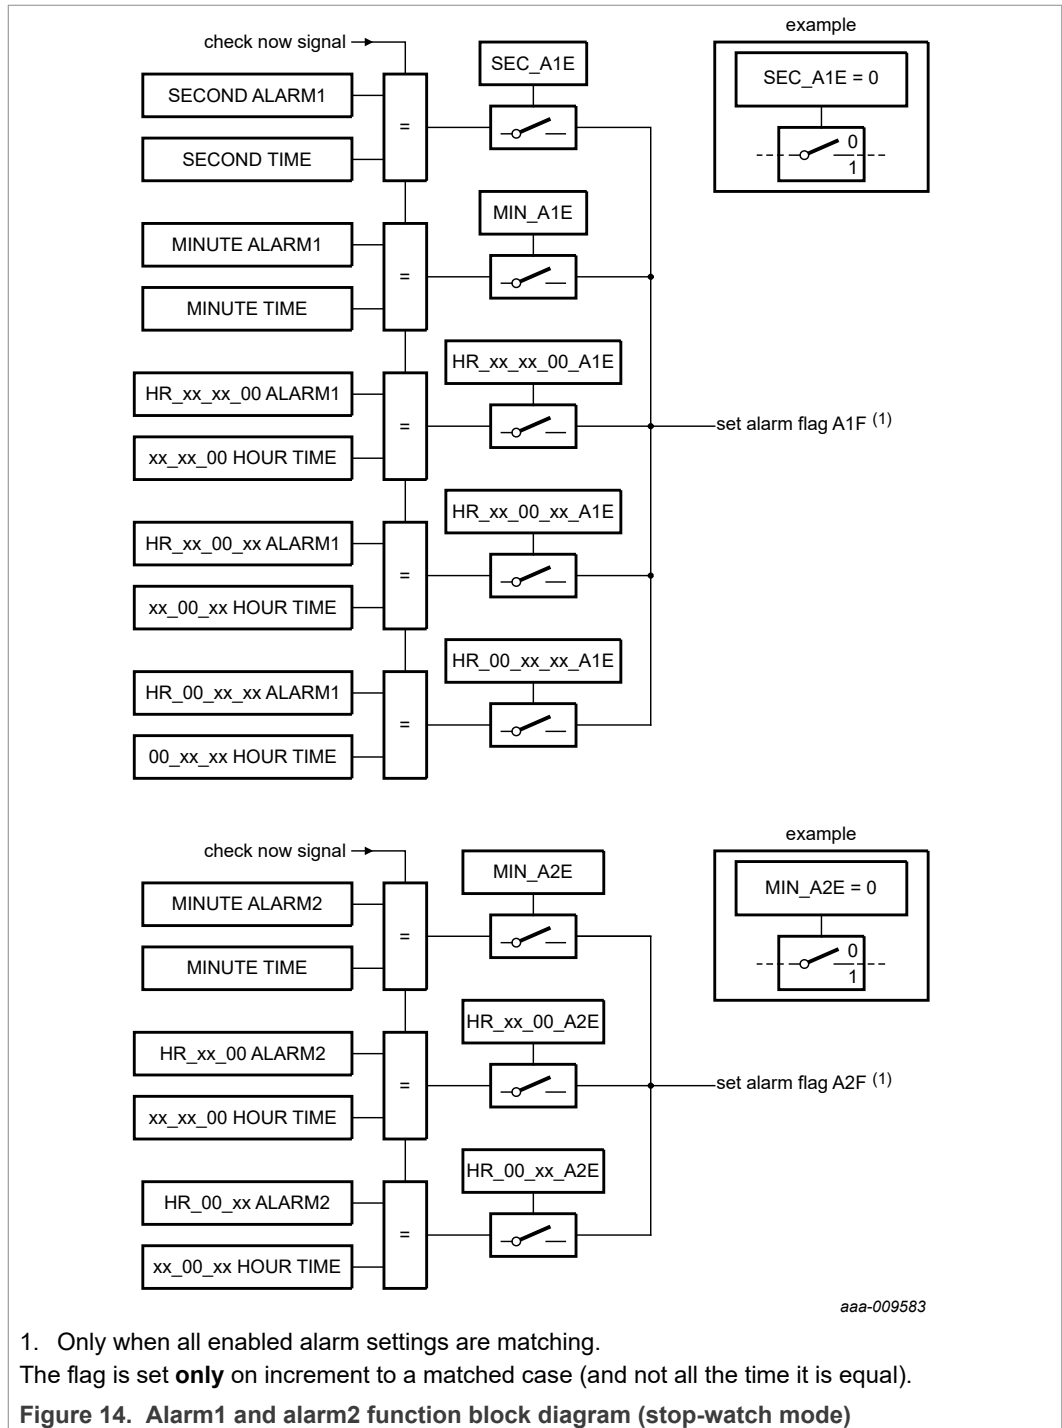 example
check now signal
SEC_A1E
SEC_A1E = 0
SECOND ALARM1
=
0
1
SECOND TIME
MIN_A1E
MINUTE ALARM1
=
MINUTE TIME
HR_xx_xx_00_A1E
HR_xx_xx_00 ALARM1
=
set alarm flag A1F (1)
xx_xx_00 HOUR TIME
HR_xx_00_xx_A1E
HR_xx_00_xx ALARM1
=
xx_00_xx HOUR TIME
HR_00_xx_xx_A1E
HR_00_xx_xx ALARM1
=
00_xx_xx HOUR TIME
example
check now signal
MIN_A2E
MIN_A2E = 0
MINUTE ALARM2
=
0
1
MINUTE TIME
HR_xx_00_A2E
HR_xx_00 ALARM2
=
set alarm flag A2F (1)
xx_xx_00 HOUR TIME
HR_00_xx_A2E
HR_00_xx ALARM2
=
xx_00_xx HOUR TIME
aaa-009583
1. Only when all enabled alarm settings are matching.
The flag is set only on increment to a matched case (and not all the time it is equal).
Figure 14. Alarm1 and alarm2 function block diagram (stop-watch mode)